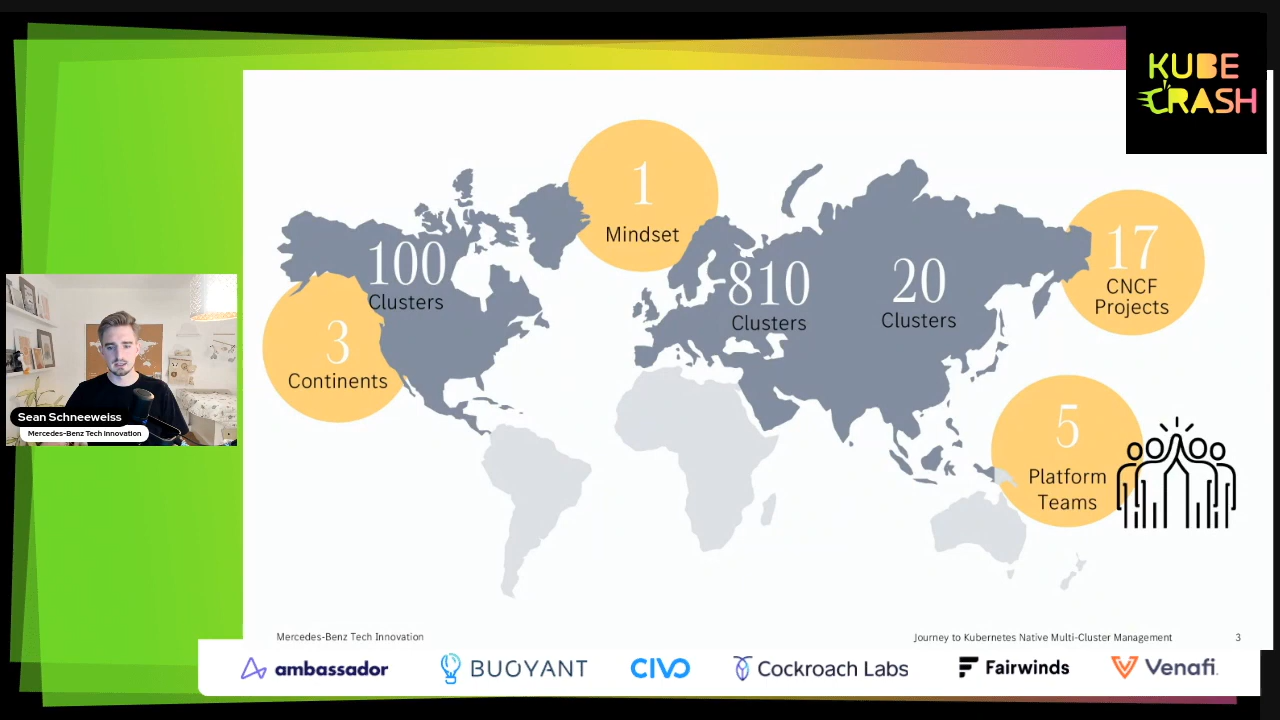 KUBE
CRASH
1
Mindset
100
Clusters
810
Clusters
20
Clusters
17
CNCF
Projects
3
Continents
5
Platform
Teams
Sean Schneeweiss
Mercedes-Benz Tech Innovation
Mercedes-Benz Tech Innovation
Journey to Kubernetes Native Multi-Cluster Management
3
ambassador
BUOYANT
CIVO
Cockroach Labs
Fairwinds
Venafi.